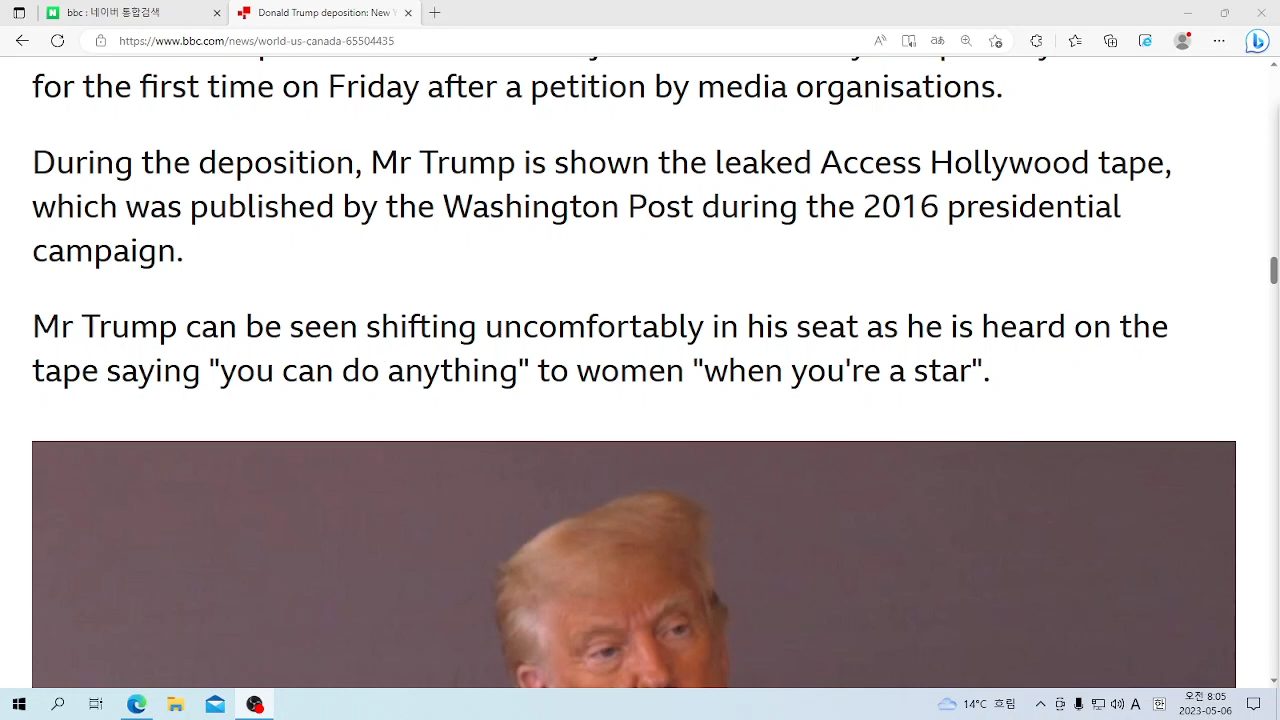 bbc : 네이버 통합검색
Donald Trump deposition: New
https://www.bbc.com/news/world-us-canada-65504435
for the first time on Friday after a petition by media organisations.
During the deposition, Mr Trump is shown the leaked Access Hollywood tape,
which was published by the Washington Post during the 2016 presidential
campaign.
Mr Trump can be seen shifting uncomfortably in his seat as he is heard on the
tape saying "you can do anything" to women "when you're a star".
14°C 흐림
A
오전 8:05
2023-05-06